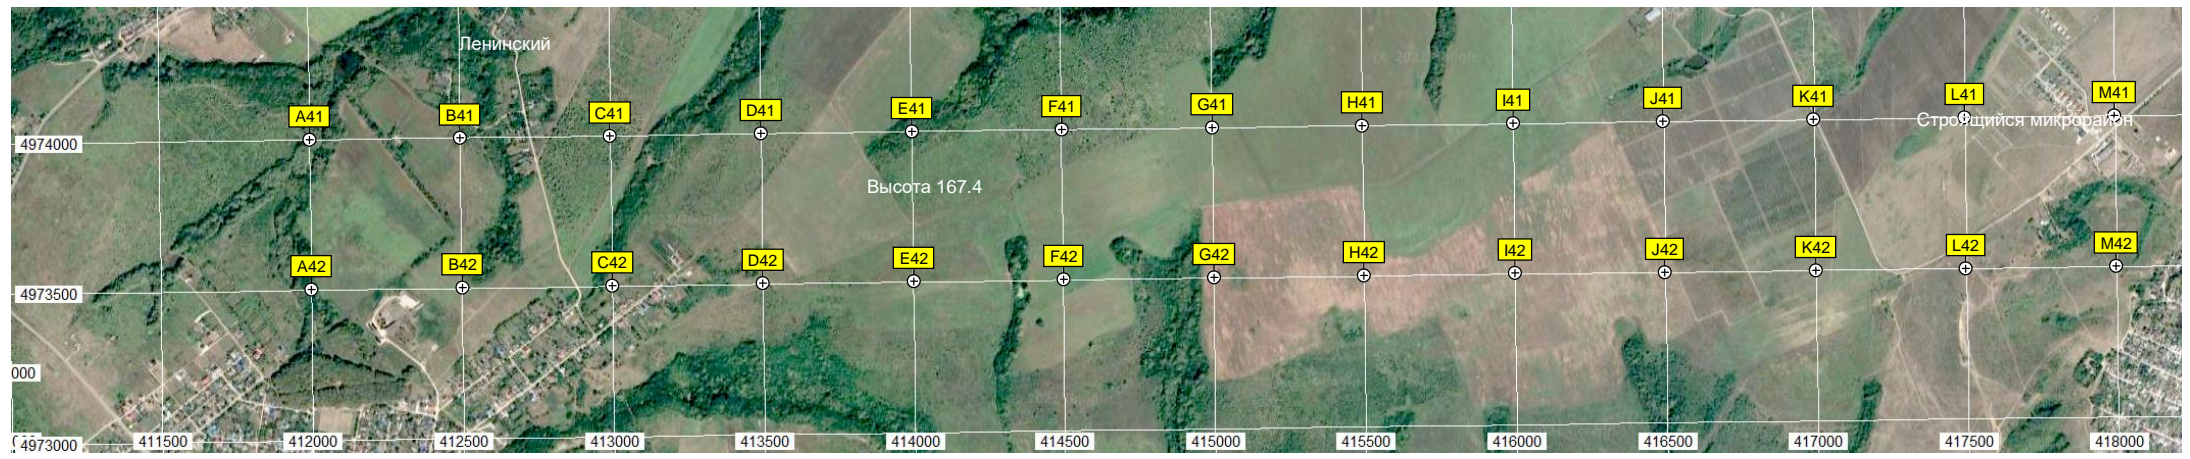 Ленинский
A41 B41 C41 D41 E41 F41 G41 H41 I41 J41 K41 L41 M41
Строящийся микрорайон
4974000
Высота 167.4
A42 B42 C42 D42 E42 F42 G42 H42 I42 J42 K42 L42 M42
4973500
000
4973000 411500 412000 412500 413000 413500 414000 414500 415000 415500 416000 416500 417000 417500 418000